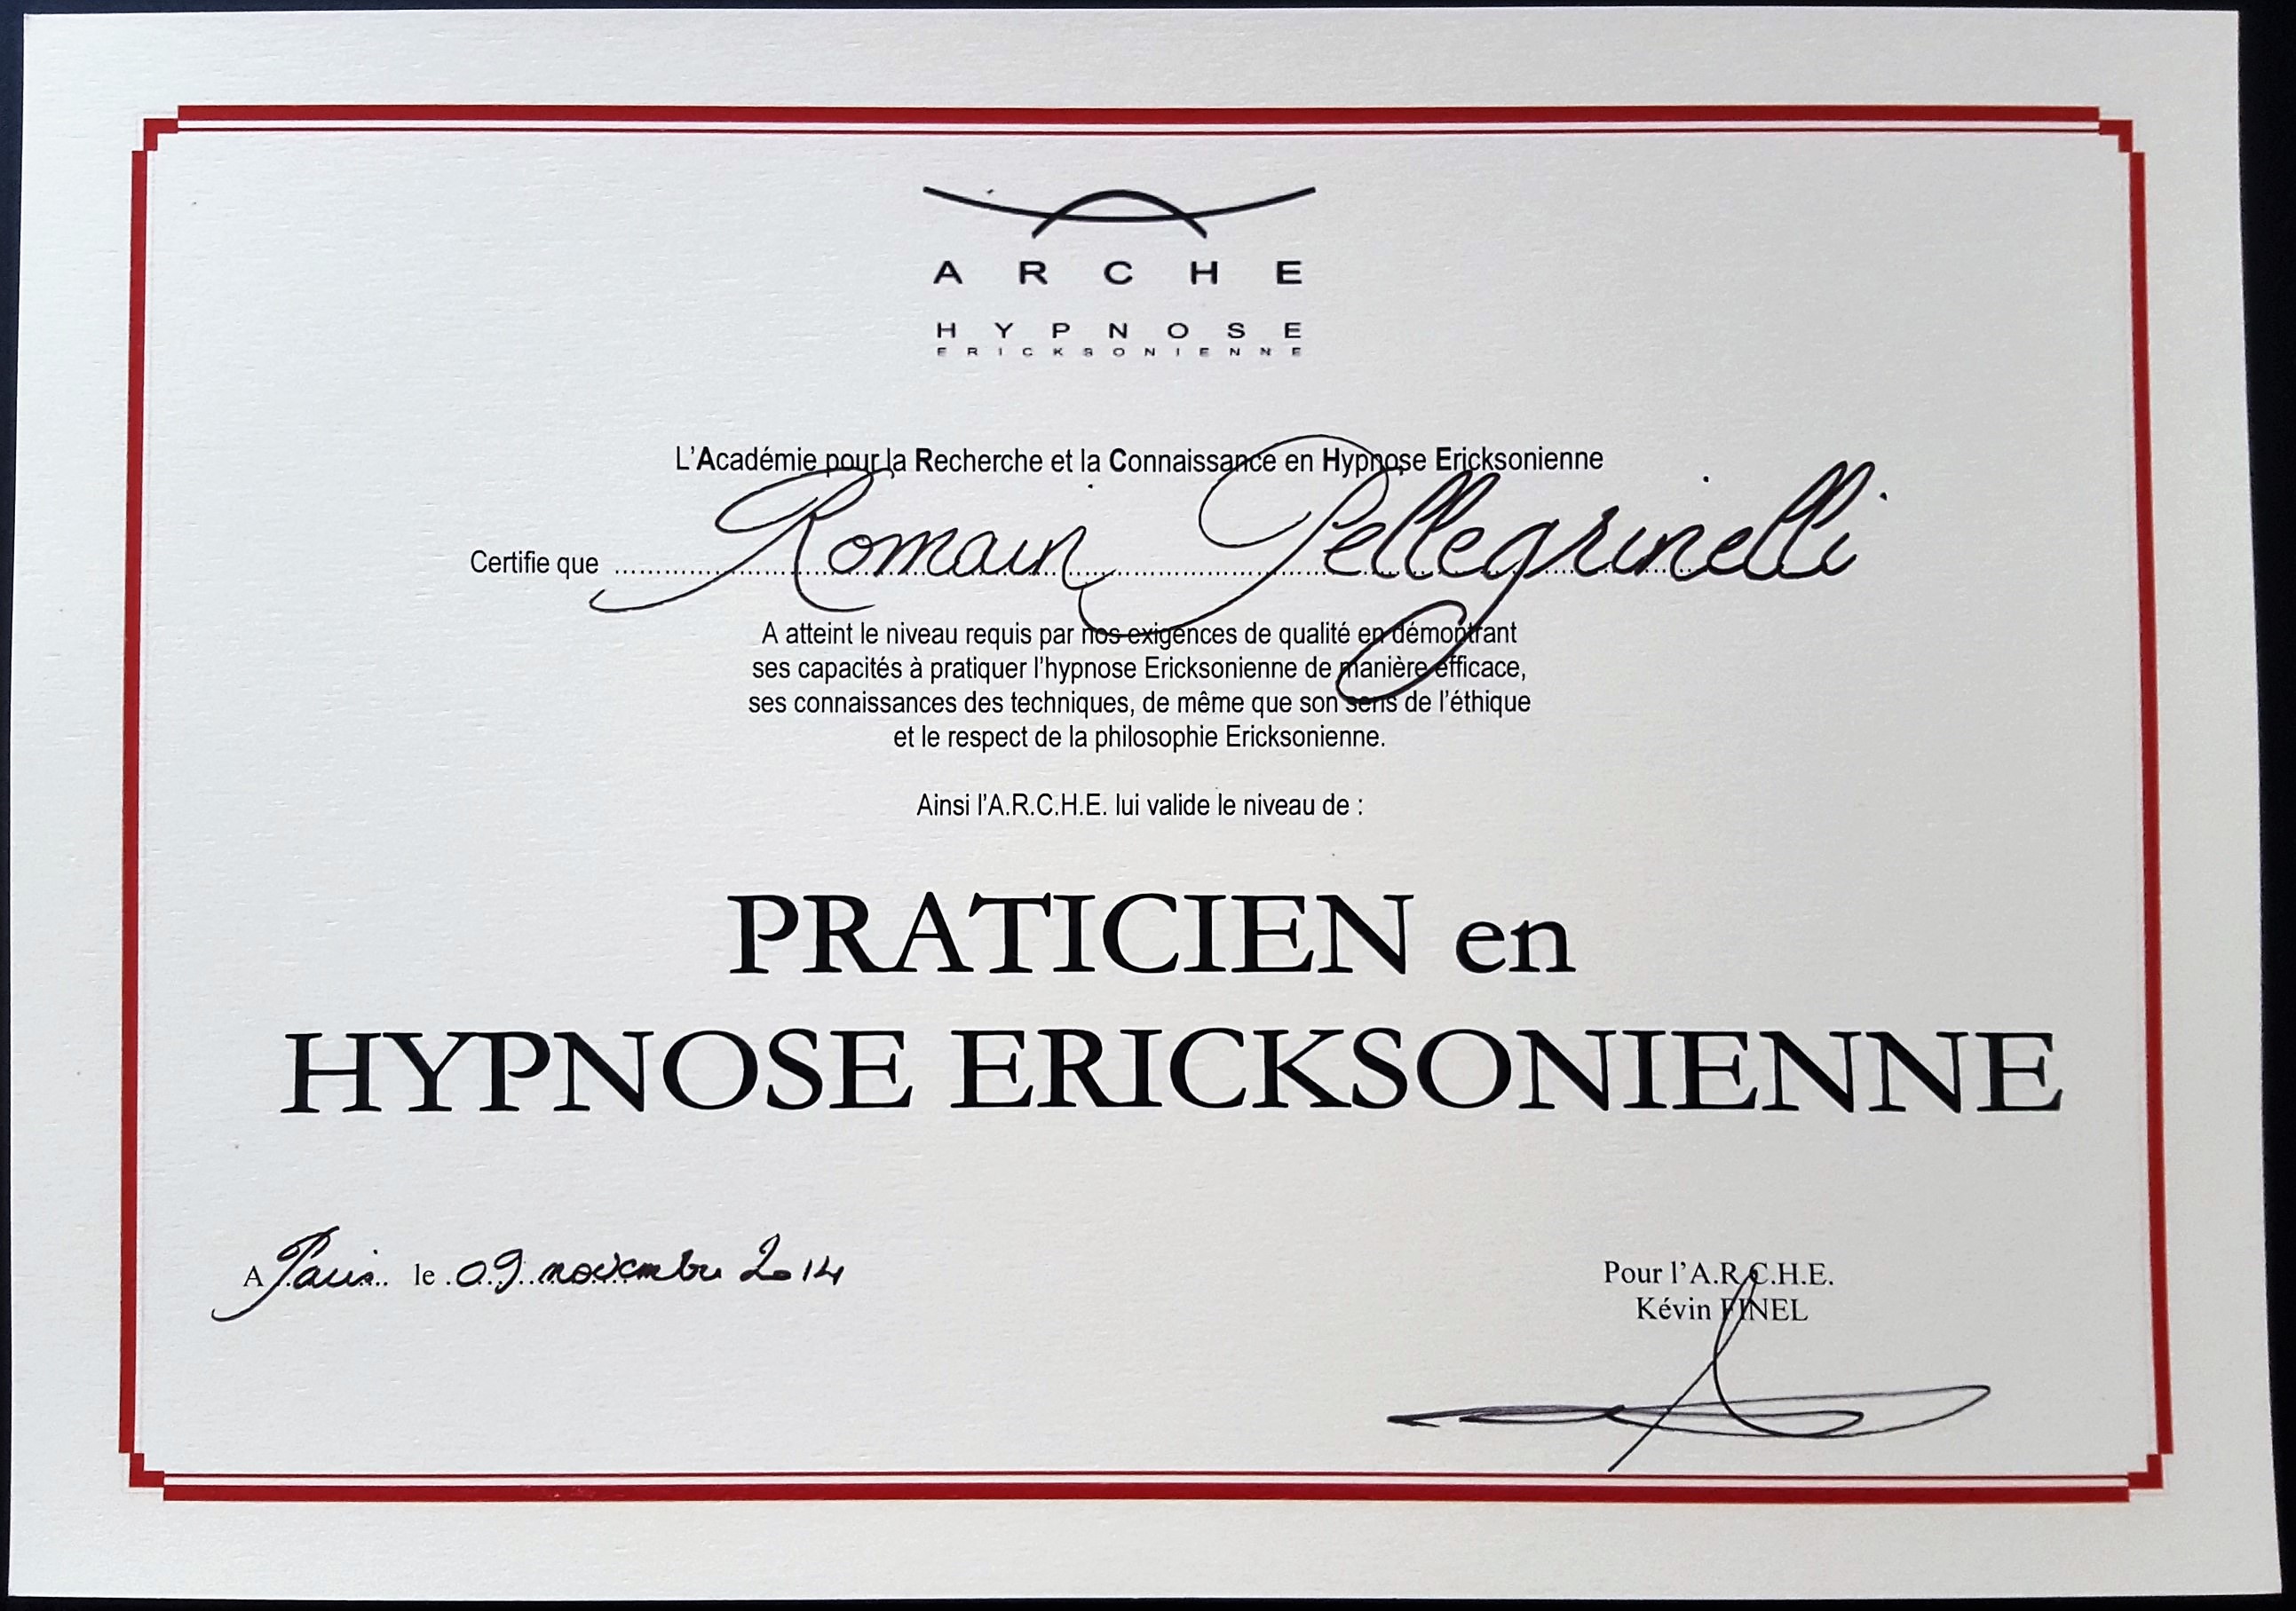 ARCHE
HYPNOSE
ERICKSONIENNE
L'Académie pour la Recherche et la Connaissance en Hypnose Ericksonienne
Certifie que Romain Pellegrinelli
A atteint le niveau requis par nos exigences de qualité en démontrant
ses capacités à pratiquer l'hypnose Ericksonienne de manière efficace,
ses connaissances des techniques, de même que son sens de l'éthique
et le respect de la philosophie Ericksonienne.
Ainsi l'A.R.C.H.E. lui valide le niveau de :
PRATICIEN en
HYPNOSE ERICKSONIENNE
A Paris le 09 novembre 2014
Pour l'A.R.C.H.E.
Kévin FINEL